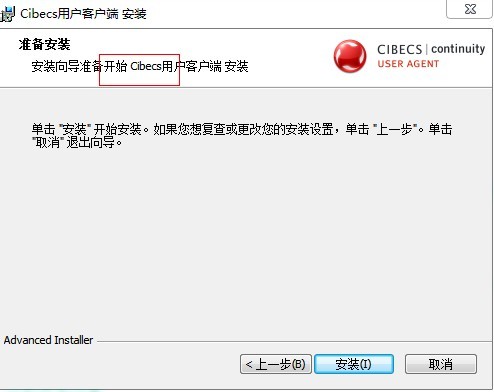 Cibecs用户客户端 安装
准备安装
安装向导准备开始 Cibecs用户客户端 安装
CIBECS | continuity
USER AGENT
单击 "安装" 开始安装。如果您想复查或更改您的安装设置，单击 "上一步"。单击
"取消" 退出向导。
Advanced Installer
< 上一步(B)
安装(I)
取消